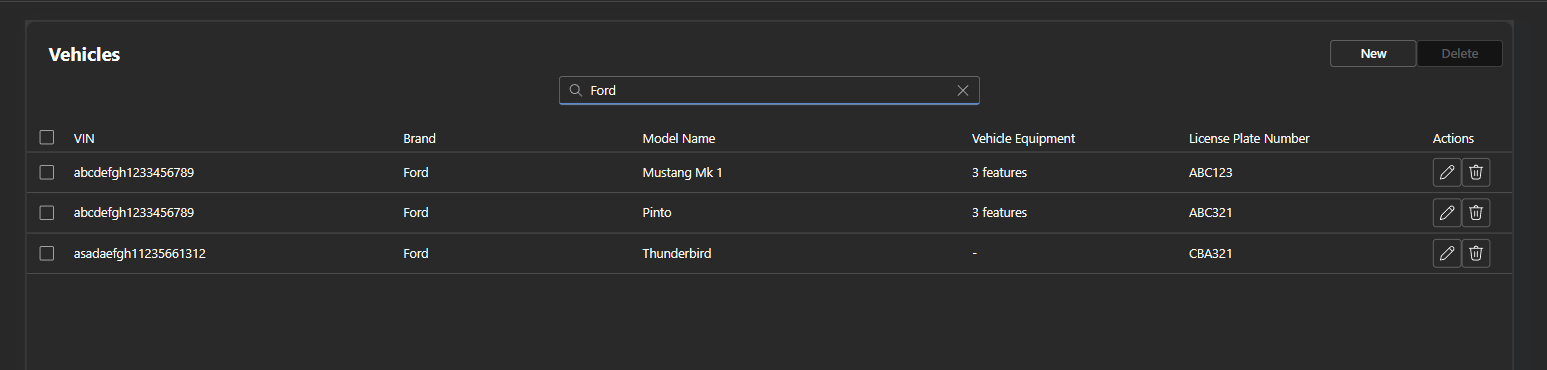 Vehicles
New Delete
Ford
VIN Brand Model Name Vehicle Equipment License Plate Number Actions
abcdefgh1233456789 Ford Mustang Mk 1 3 features ABC123
abcdefgh1233456789 Ford Pinto 3 features ABC321
asadaefgh11235661312 Ford Thunderbird - CBA321